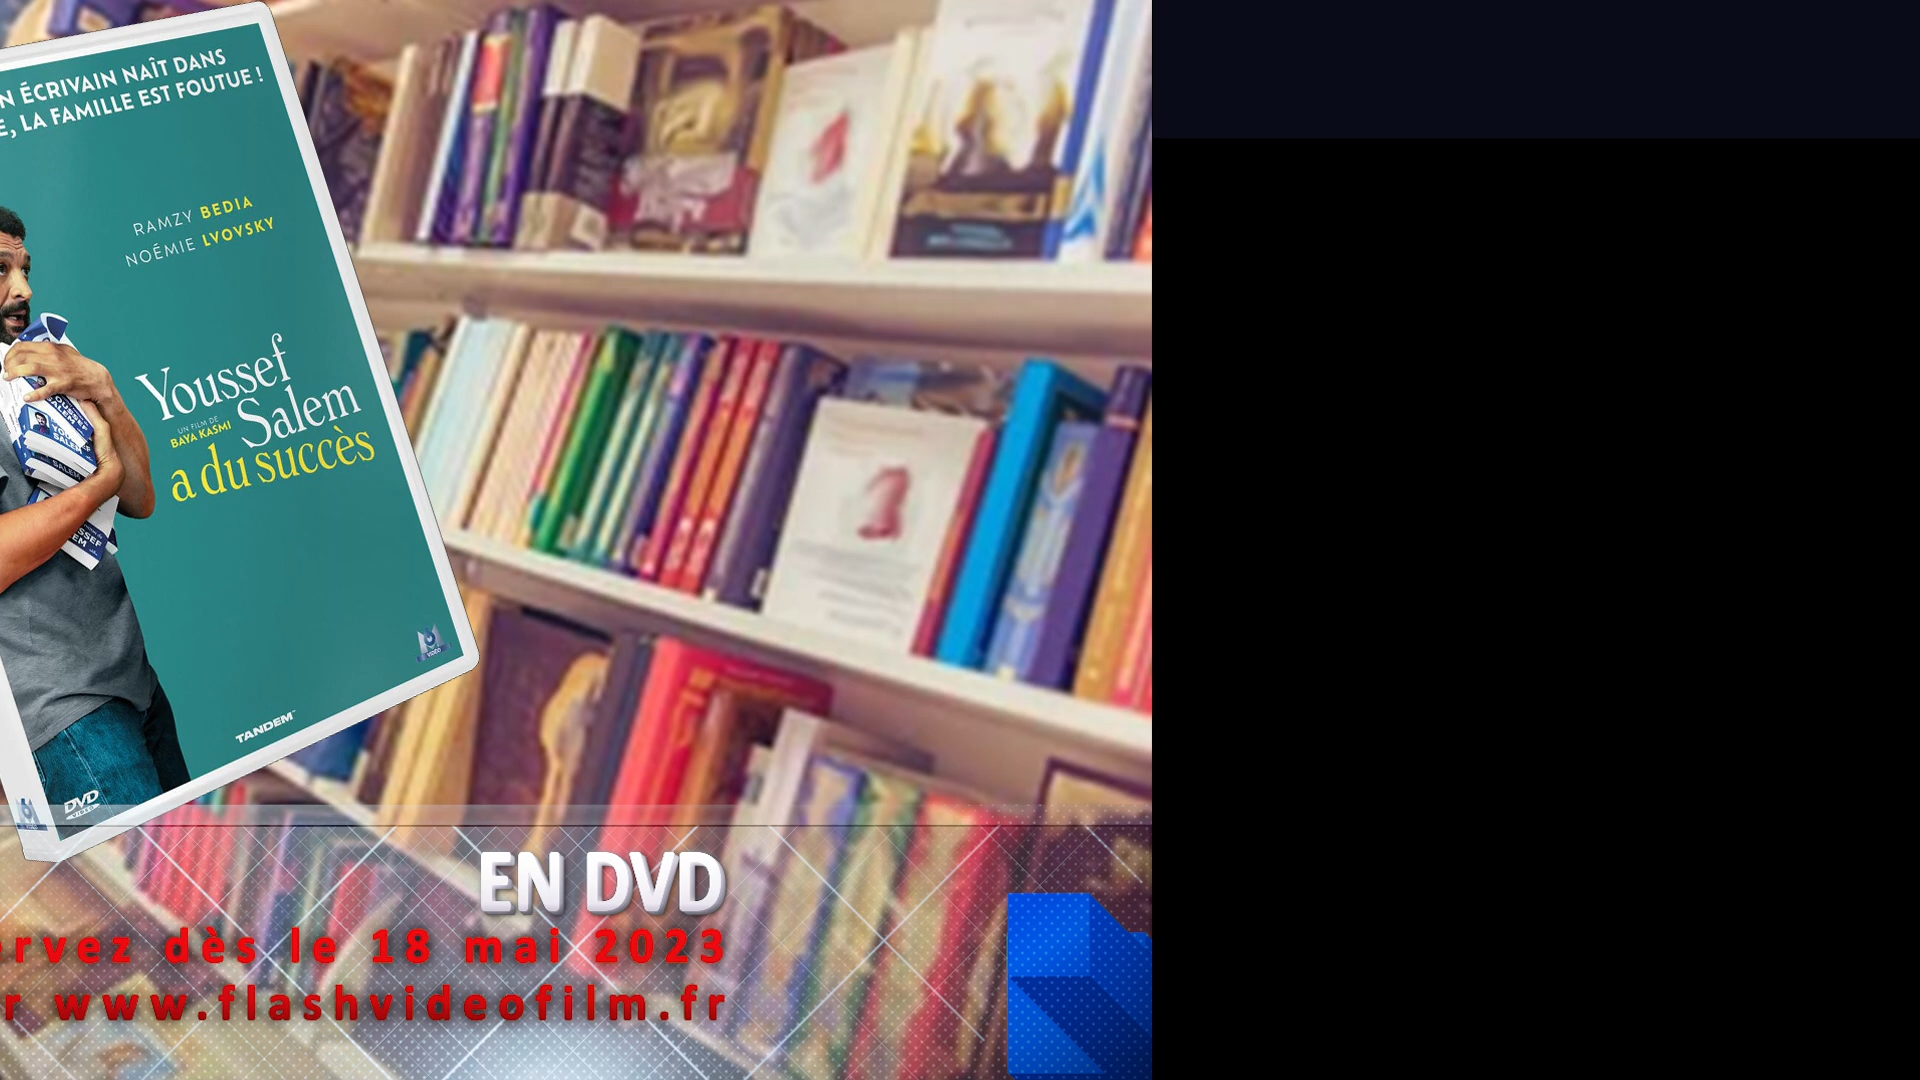 N ÉCRIVAIN NAÎT DANS
E, LA FAMILLE EST FOUTUE !
RAMZY BEDIA
NOÉMIE LVOVSKY
Youssef
UN FILM DE
BAYA KASMI
Salem
a du succès
TANDEM
DVD
VIDEO
EN DVD
rvez dès le 18 mai 2023
r www.flashvideofilm.fr